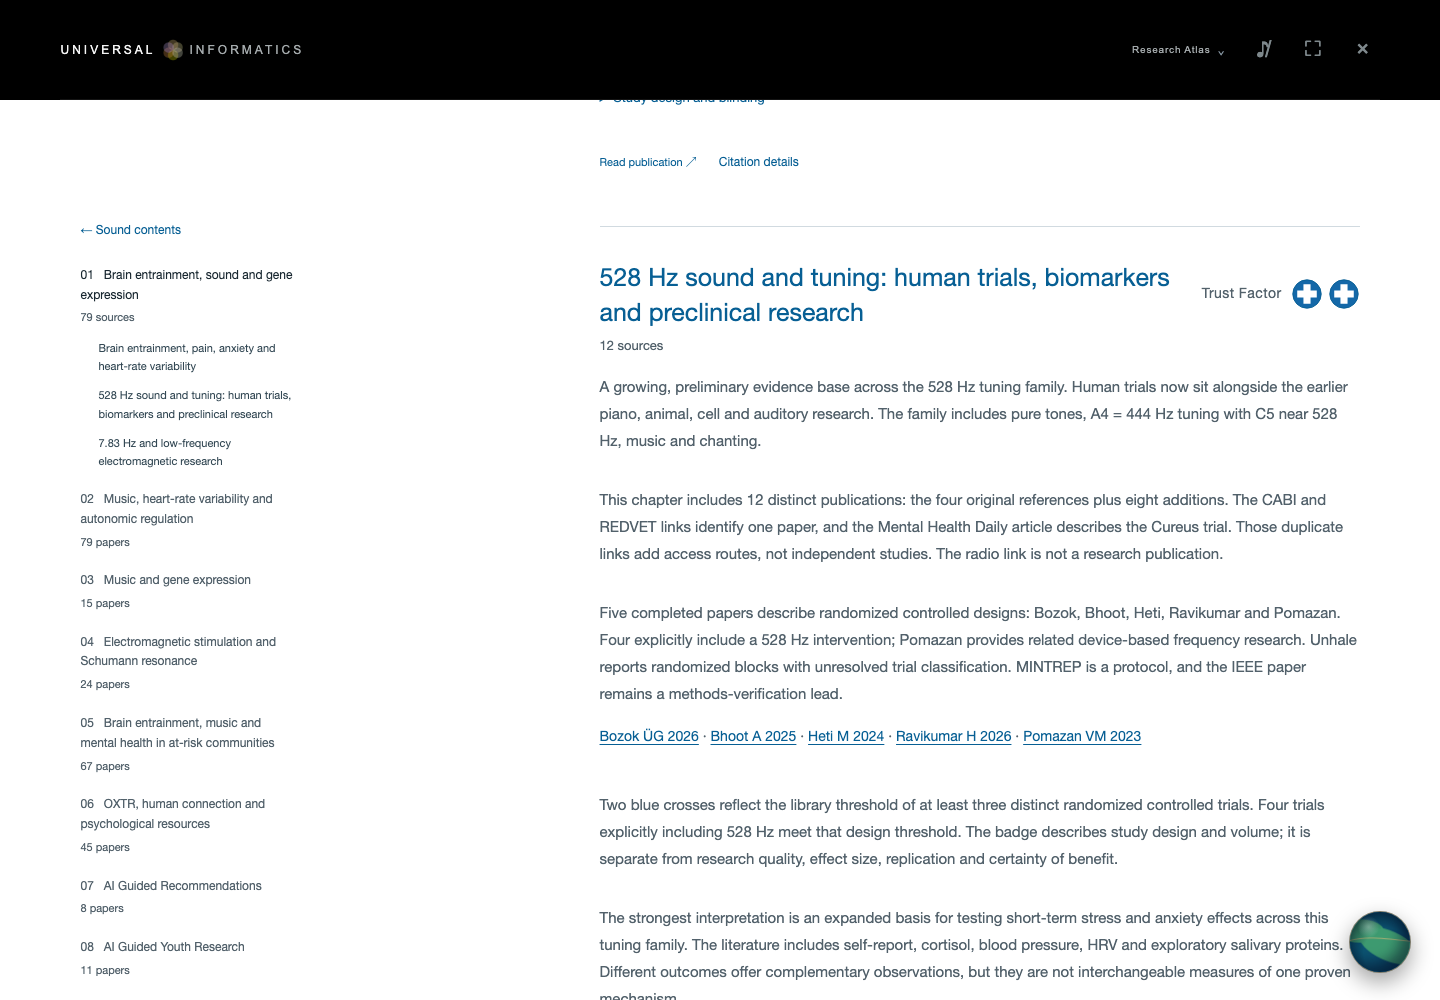 UNIVERSAL INFORMATICS
Research Atlas
Study design and blinding
Read publication ↗ Citation details
← Sound contents
01 Brain entrainment, sound and gene
expression
79 sources
Brain entrainment, pain, anxiety and
heart-rate variability
528 Hz sound and tuning: human trials,
biomarkers and preclinical research
7.83 Hz and low-frequency
electromagnetic research
02 Music, heart-rate variability and
autonomic regulation
79 papers
03 Music and gene expression
15 papers
04 Electromagnetic stimulation and
Schumann resonance
24 papers
05 Brain entrainment, music and
mental health in at-risk communities
67 papers
06 OXTR, human connection and
psychological resources
45 papers
07 AI Guided Recommendations
8 papers
08 AI Guided Youth Research
11 papers
528 Hz sound and tuning: human trials, biomarkers
and preclinical research
Trust Factor
12 sources
A growing, preliminary evidence base across the 528 Hz tuning family. Human trials now sit alongside the earlier
piano, animal, cell and auditory research. The family includes pure tones, A4 = 444 Hz tuning with C5 near 528
Hz, music and chanting.
This chapter includes 12 distinct publications: the four original references plus eight additions. The CABI and
REDVET links identify one paper, and the Mental Health Daily article describes the Cureus trial. Those duplicate
links add access routes, not independent studies. The radio link is not a research publication.
Five completed papers describe randomized controlled designs: Bozok, Bhoot, Heti, Ravikumar and Pomazan.
Four explicitly include a 528 Hz intervention; Pomazan provides related device-based frequency research. Unhale
reports randomized blocks with unresolved trial classification. MINTREP is a protocol, and the IEEE paper
remains a methods-verification lead.
Bozok ÜG 2026 · Bhoot A 2025 · Heti M 2024 · Ravikumar H 2026 · Pomazan VM 2023
Two blue crosses reflect the library threshold of at least three distinct randomized controlled trials. Four trials
explicitly including 528 Hz meet that design threshold. The badge describes study design and volume; it is
separate from research quality, effect size, replication and certainty of benefit.
The strongest interpretation is an expanded basis for testing short-term stress and anxiety effects across this
tuning family. The literature includes self-report, cortisol, blood pressure, HRV and exploratory salivary proteins.
Different outcomes offer complementary observations, but they are not interchangeable measures of one proven
mechanism.